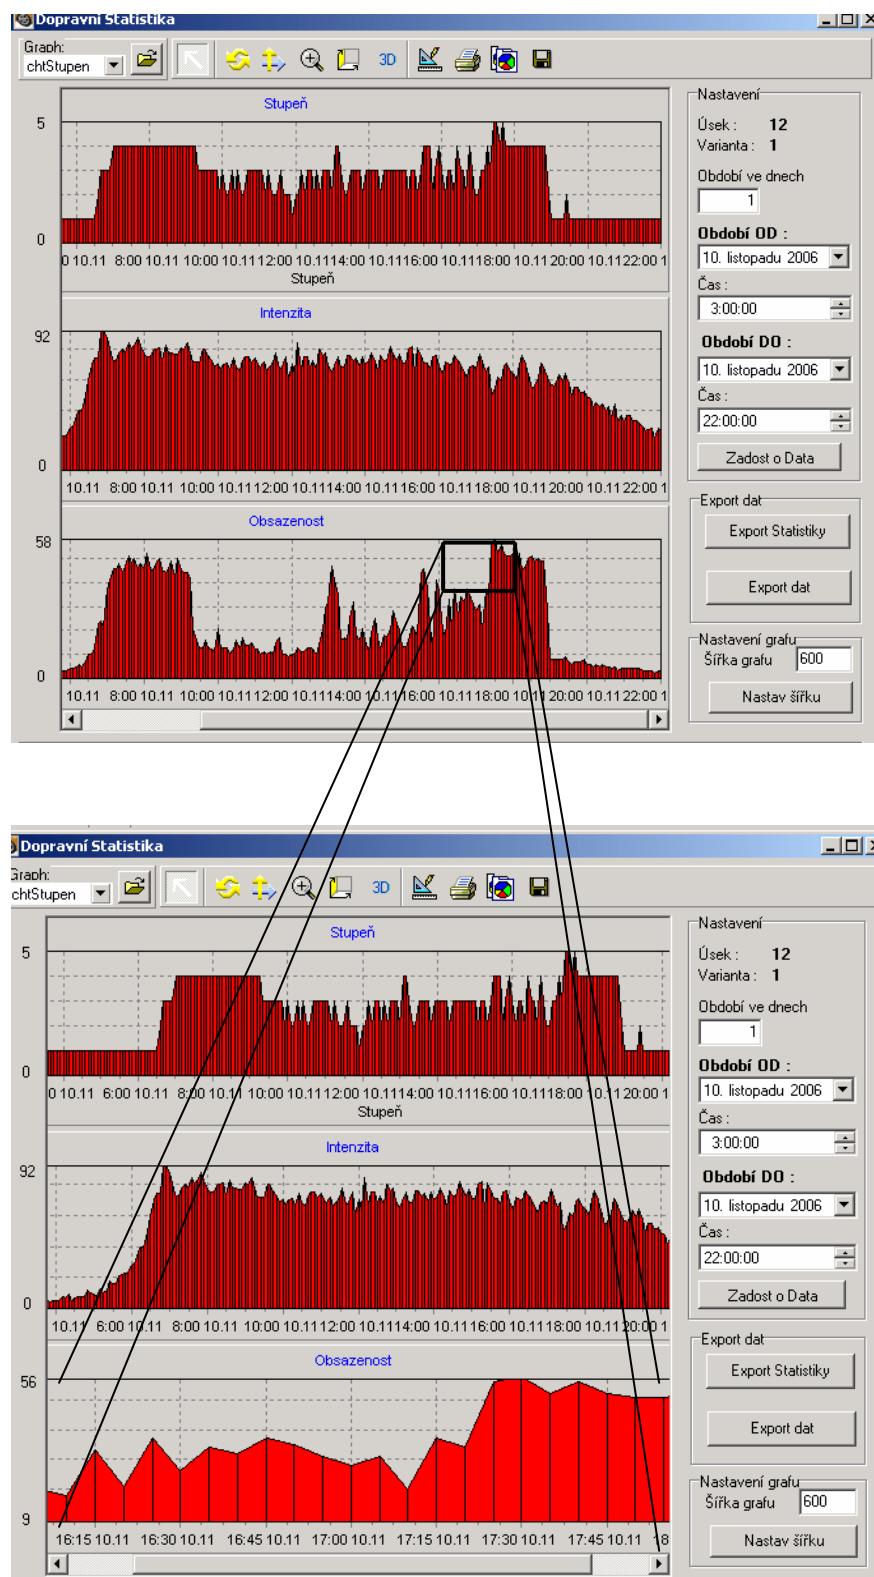 Dopravní Statistika
Graph:
chtStupen
3D
Stupeň
5
0
0 10.11 8:00 10.11 10:00 10.11 12:00 10.11 14:00 10.11 16:00 10.11 18:00 10.11 20:00 10.11 22:00 1
Stupeň
Intenzita
92
0
10.11 8:00 10.11 10:00 10.11 12:00 10.11 14:00 10.11 16:00 10.11 18:00 10.11 20:00 10.11 22:00 1
Obsazenost
58
0
10.11 8:00 10.11 10:00 10.11 12:00 10.11 14:00 10.11 16:00 10.11 18:00 10.11 20:00 10.11 22:00 1
Nastavení
Úsek : 12
Varianta : 1
Období ve dnech
1
Období OD :
10. listopadu 2006
Čas :
3:00:00
Období DO :
10. listopadu 2006
Čas :
22:00:00
Zadost o Data
Export dat
Export Statistiky
Export dat
Nastavení grafu
Šířka grafu 600
Nastav šířku
Dopravní Statistika
Graph:
chtStupen
3D
Stupeň
5
0
0 10.11 6:00 10.11 8:00 10.11 10:00 10.11 12:00 10.11 14:00 10.11 16:00 10.11 18:00 10.11 20:00 1
Stupeň
Intenzita
92
0
10.11 6:00 10.11 8:00 10.11 10:00 10.11 12:00 10.11 14:00 10.11 16:00 10.11 18:00 10.11 20:00 1
Obsazenost
56
9
16:15 10.11 16:30 10.11 16:45 10.11 17:00 10.11 17:15 10.11 17:30 10.11 17:45 10.11 18
Nastavení
Úsek : 12
Varianta : 1
Období ve dnech
1
Období OD :
10. listopadu 2006
Čas :
3:00:00
Období DO :
10. listopadu 2006
Čas :
22:00:00
Zadost o Data
Export dat
Export Statistiky
Export dat
Nastavení grafu
Šířka grafu 600
Nastav šířku